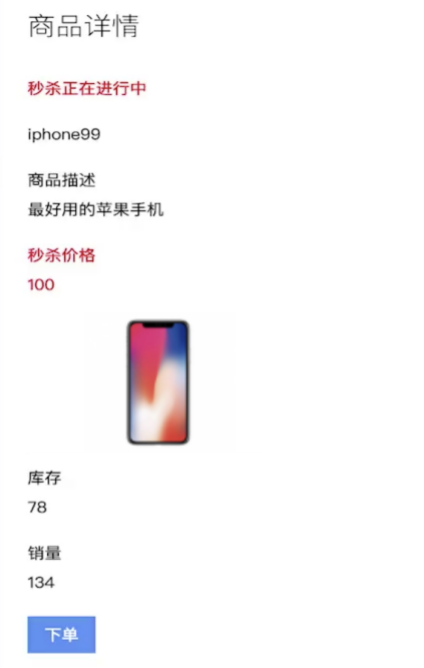 商品详情
秒杀正在进行中
iphone99
商品描述
最好用的苹果手机
秒杀价格
100
库存
78
销量
134
下单